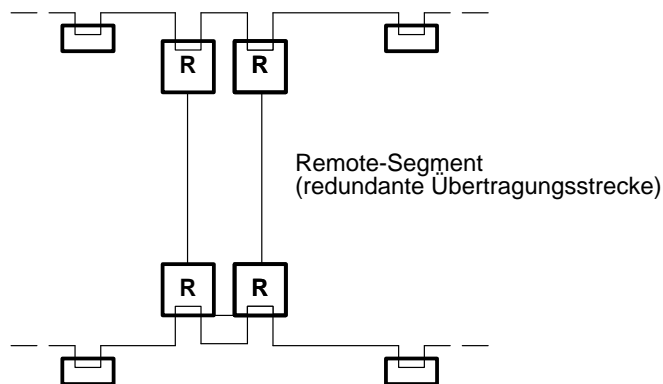 R R
Remote-Segment
(redundante Übertragungsstrecke)
R R